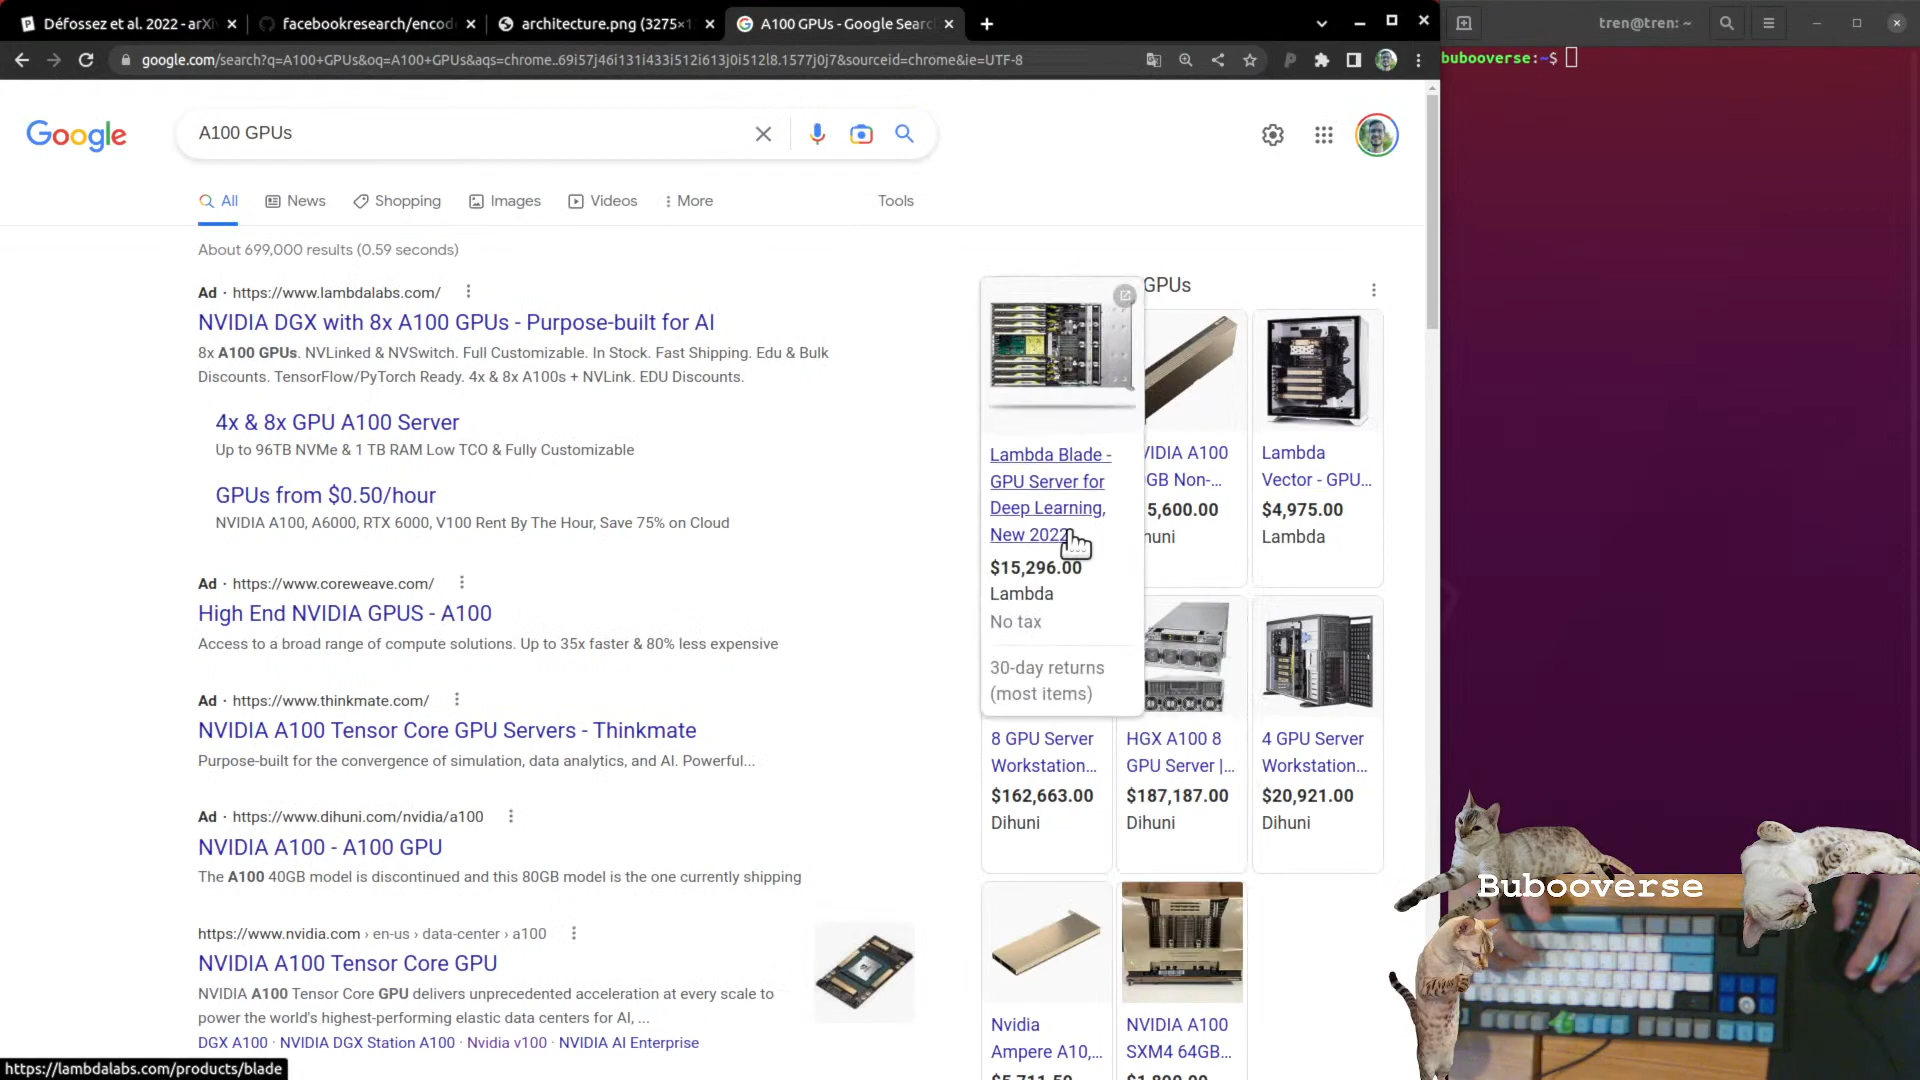 Défossez et al. 2022 - arXi
facebookresearch/encod
architecture.png (3275×1
A100 GPUs - Google Searc
tren@tren: ~
google.com/search?q=A100+GPUs&oq=A100+GPUs&aqs=chrome..69i57j46i131i433i512i613j0i512l8.1577j0j7&sourceid=chrome&ie=UTF-8
bubooverse:~$
Google
A100 GPUs
All
News
Shopping
Images
Videos
More
Tools
About 699,000 results (0.59 seconds)
Ad · https://www.lambdalabs.com/
NVIDIA DGX with 8x A100 GPUs - Purpose-built for AI
8x A100 GPUs. NVLinked & NVSwitch. Full Customizable. In Stock. Fast Shipping. Edu & Bulk
Discounts. TensorFlow/PyTorch Ready. 4x & 8x A100s + NVLink. EDU Discounts.
4x & 8x GPU A100 Server
Up to 96TB NVMe & 1 TB RAM Low TCO & Fully Customizable
GPUs from $0.50/hour
NVIDIA A100, A6000, RTX 6000, V100 Rent By The Hour, Save 75% on Cloud
Ad · https://www.coreweave.com/
High End NVIDIA GPUS - A100
Access to a broad range of compute solutions. Up to 35x faster & 80% less expensive
Ad · https://www.thinkmate.com/
NVIDIA A100 Tensor Core GPU Servers - Thinkmate
Purpose-built for the convergence of simulation, data analytics, and AI. Powerful...
Ad · https://www.dihuni.com/nvidia/a100
NVIDIA A100 - A100 GPU
The A100 40GB model is discontinued and this 80GB model is the one currently shipping
https://www.nvidia.com › en-us › data-center › a100
NVIDIA A100 Tensor Core GPU
NVIDIA A100 Tensor Core GPU delivers unprecedented acceleration at every scale to
power the world's highest-performing elastic data centers for AI, ...
DGX A100 · NVIDIA DGX Station A100 · Nvidia v100 · NVIDIA AI Enterprise
GPUs
Lambda Blade -
GPU Server for
Deep Learning,
New 2022
$15,296.00
Lambda
No tax
30-day returns
(most items)
VIDIA A100
GB Non-...
5,600.00
huni
Lambda
Vector - GPU...
$4,975.00
Lambda
8 GPU Server
Workstation...
$162,663.00
Dihuni
HGX A100 8
GPU Server |...
$187,187.00
Dihuni
4 GPU Server
Workstation...
$20,921.00
Dihuni
Nvidia
Ampere A10,...
$5,711.50
NVIDIA A100
SXM4 64GB...
$1,800.00
Bubooverse
https://lambdalabs.com/products/blade